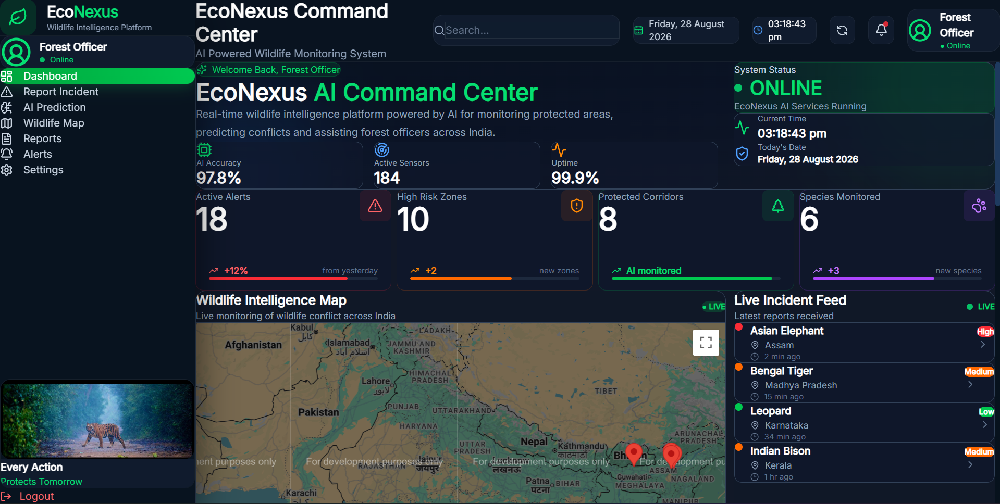 EcoNexus
Wildlife Intelligence Platform
Forest Officer
Online
Dashboard
Report Incident
AI Prediction
Wildlife Map
Reports
Alerts
Settings
Every Action
Protects Tomorrow
Logout
EcoNexus Command
Center
AI Powered Wildlife Monitoring System
Search...
Friday, 28 August
2026
03:18:43
pm
Forest
Officer
Online
Welcome Back, Forest Officer
EcoNexus AI Command Center
Real-time wildlife intelligence platform powered by AI for monitoring protected areas,
predicting conflicts and assisting forest officers across India.
AI Accuracy
97.8%
Active Sensors
184
Uptime
99.9%
System Status
ONLINE
EcoNexus AI Services Running
Current Time
03:18:43 pm
Today's Date
Friday, 28 August 2026
Active Alerts
18
+12%
from yesterday
High Risk Zones
10
+2
new zones
Protected Corridors
8
AI monitored
Species Monitored
6
+3
new species
Wildlife Intelligence Map
Live monitoring of wildlife conflict across India
LIVE
Kabul
کابل
LADAKH
Afghanistan
Islamabad
اسلام آباد
JAMMU AND
KASHMIR
HIMACHAL
PRADESH
Lahore
لاہور
TIBET
PUNJAB
Pakistan
UTTARAKHAND
HARYANA
ARUNACHAL
PRADESH
Nepal
UTTAR
PRADESH
Kathmandu
काठमाडौं
ent purposes only
For development purposes only
For development purposes only
For development pu
Jaipur
जयपुर
RAJASTHAN
लखनऊ
ASSAM
Guwahati
NAGALAND
Patna
पटना
BIHAR
MEGHALAYA
Karachi
MANIPUR
Live Incident Feed
Latest reports received
LIVE
Asian Elephant
High
Assam
2 min ago
Bengal Tiger
Medium
Madhya Pradesh
15 min ago
Leopard
Low
Karnataka
34 min ago
Indian Bison
Medium
Kerala
1 hr ago